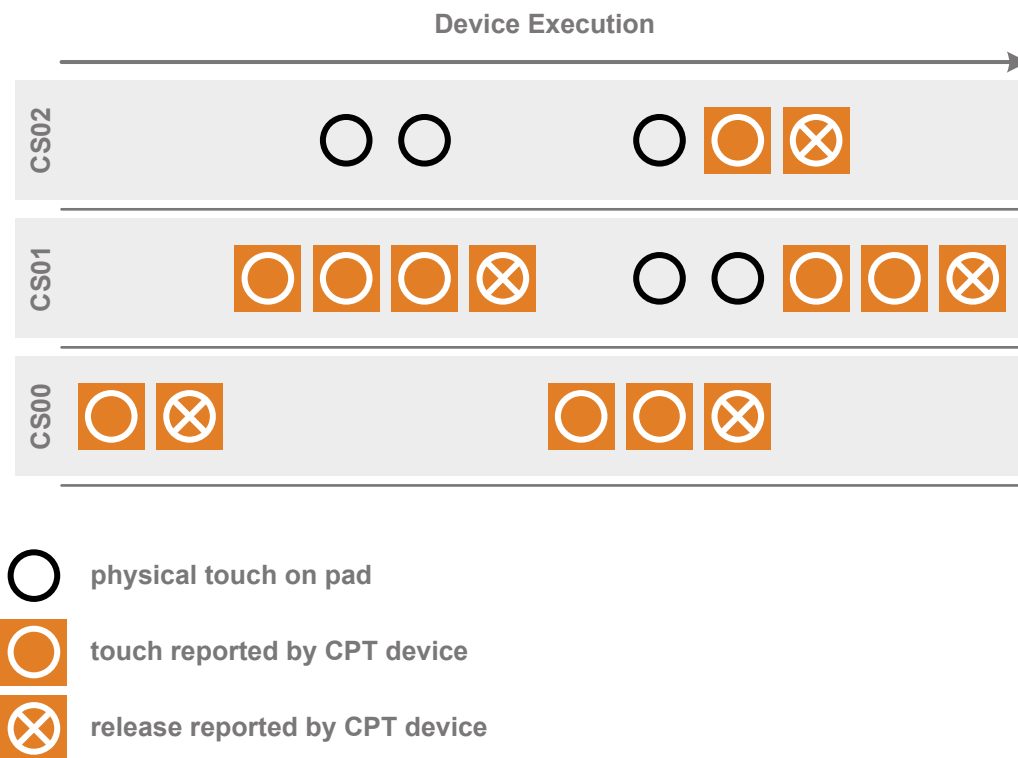 Device Execution
CS02
CS01
CS00
physical touch on pad
touch reported by CPT device
release reported by CPT device